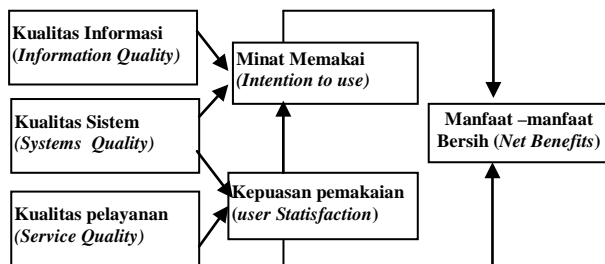 Kualitas Informasi
(Information Quality)
Minat Memakai
(Intention to use)
Kualitas Sistem
(Systems Quality)
Manfaat –manfaat
Bersih (Net Benefits)
Kepuasan pemakaian
(user Statisfaction)
Kualitas pelayanan
(Service Quality)